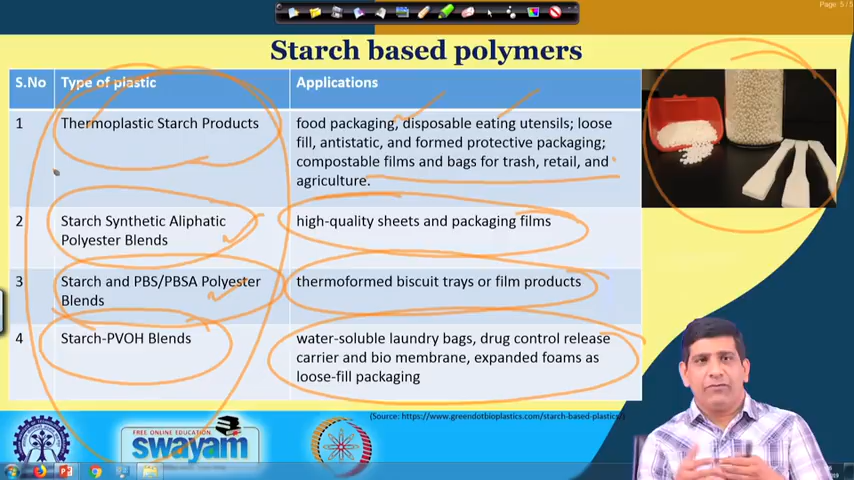 Page: 5 / 5
Starch based polymers
S.No Type of plastic Applications
1 Thermoplastic Starch Products food packaging, disposable eating utensils; loose
fill, antistatic, and formed protective packaging;
compostable films and bags for trash, retail, and
agriculture.
2 Starch Synthetic Aliphatic high-quality sheets and packaging films
Polyester Blends
3 Starch and PBS/PBSA Polyester thermoformed biscuit trays or film products
Blends
4 Starch-PVOH Blends water-soluble laundry bags, drug control release
carrier and bio membrane, expanded foams as
loose-fill packaging
(Source: https://www.greendotbioplastics.com/starch-based-plastics/)
FREE ONLINE EDUCATION
swayam